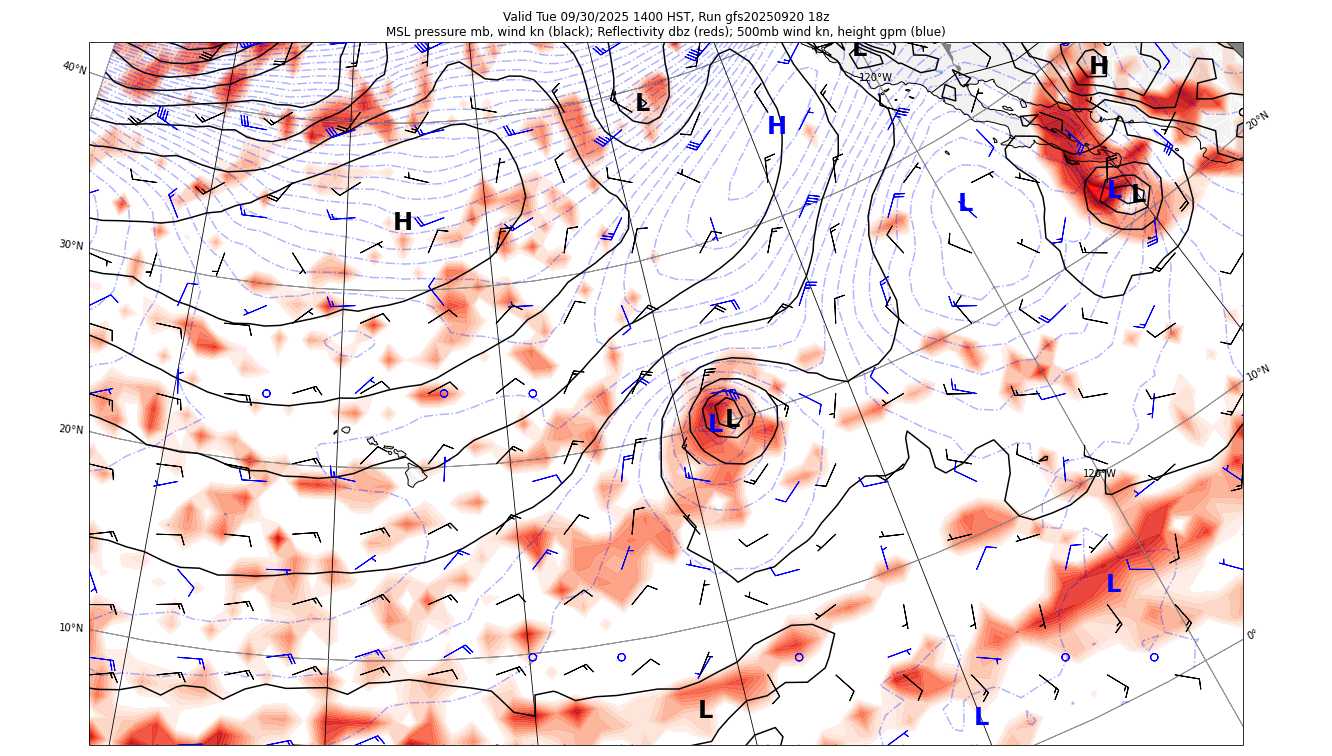 Valid Tue 09/30/2025 1400 HST, Run gfs20250920 18z
MSL pressure mb, wind kn (black); Reflectivity dbz (reds); 500mb wind kn, height gpm (blue)
L
H
40°N
120°W
L
H
20°N
L
L
L
H
30°N
10°N
L
L
20°N
120°W
L
10°N
0°
L
L